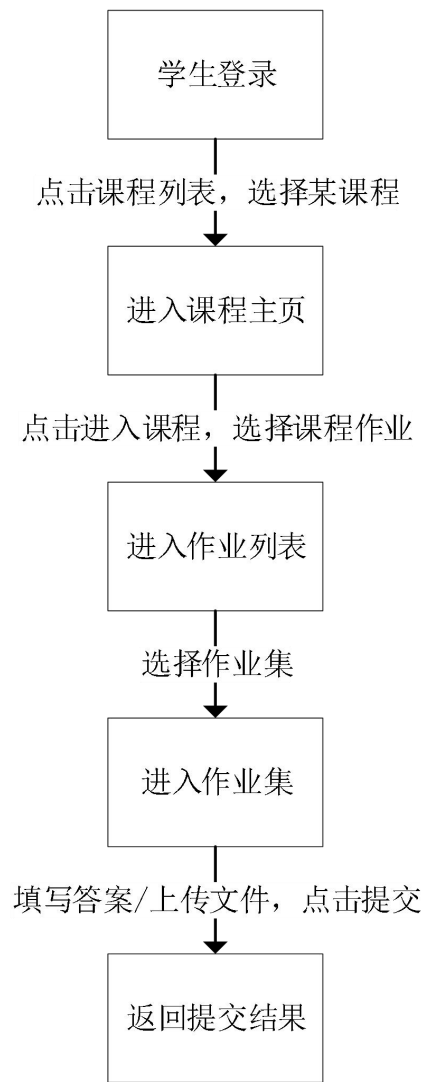 学生登录
点击课程列表，选择某课程
进入课程主页
点击进入课程，选择课程作业
进入作业列表
选择作业集
进入作业集
填写答案/上传文件，点击提交
返回提交结果